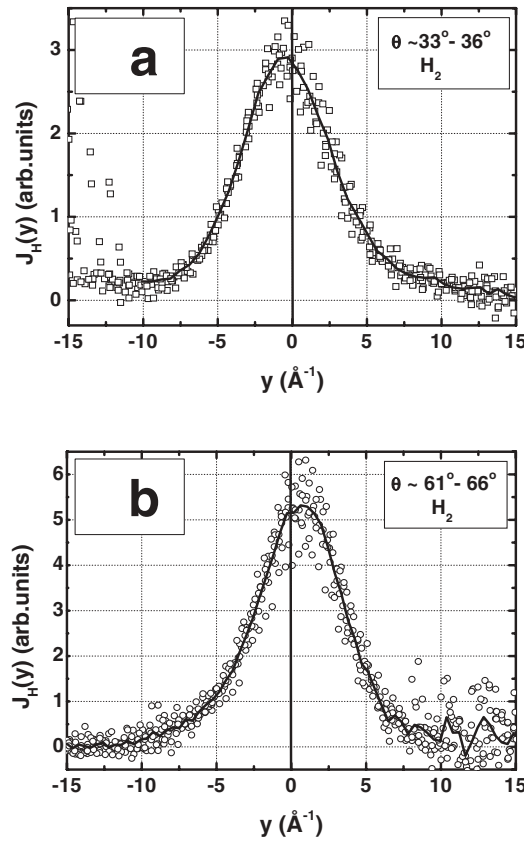 a
θ ~33°- 36°
H₂
3
2
1
0
J_H(y) (arb.units)
-15 -10 -5 0 5 10 15
y (Å⁻¹)
b
θ ~ 61°- 66°
H₂
6
5
4
3
2
1
0
J_H(y) (arb.units)
-15 -10 -5 0 5 10 15
y (Å⁻¹)